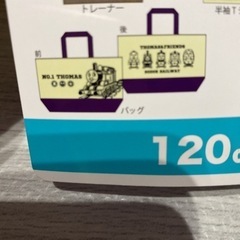 トレーナー
半袖T
前
後
NO.1 THOMAS
THOMAS&FRIENDS
SODOR RAILWAY
バッグ
120c